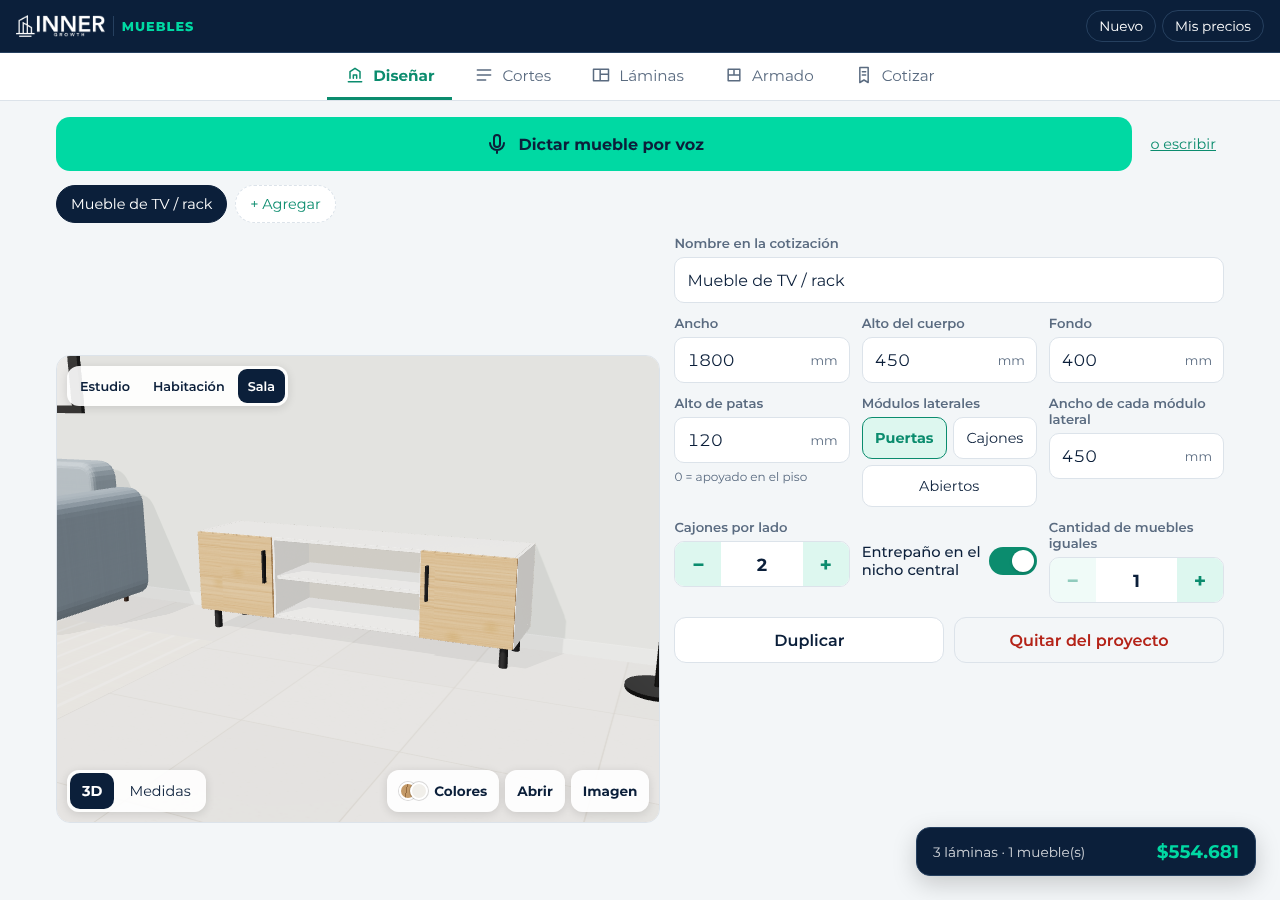 INNER
GROWTH
MUEBLES
Nuevo
Mis precios
Diseñar
Cortes
Láminas
Armado
Cotizar
Dictar mueble por voz
o escribir
Mueble de TV / rack
+ Agregar
Estudio
Habitación
Sala
3D
Medidas
Colores
Abrir
Imagen
Nombre en la cotización
Mueble de TV / rack
Ancho
Alto del cuerpo
Fondo
1800 mm
450 mm
400 mm
Alto de patas
Módulos laterales
Ancho de cada módulo
lateral
120 mm
Puertas
Cajones
450 mm
0 = apoyado en el piso
Abiertos
Cajones por lado
Cantidad de muebles
iguales
− 2 +
Entrepaño en el
nicho central
− 1 +
Duplicar
Quitar del proyecto
3 láminas · 1 mueble(s)
$554.681